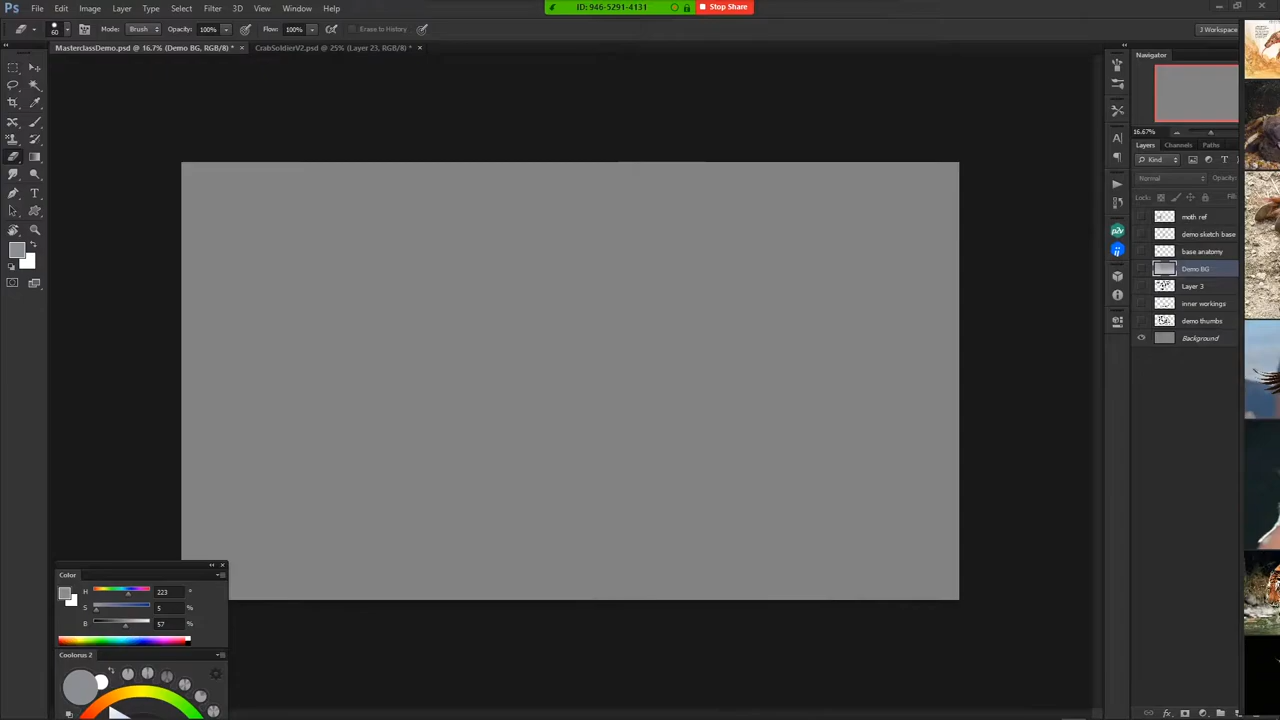 Ps File Edit Image Layer Type Select Filter 3D View Window Help
ID: 946-5291-4131 Stop Share
60 Mode: Brush Opacity: 100% Flow: 100% Erase to History J Workspace
MasterclassDemo.psd @ 16.7% (Demo BG, RGB/8) * × CrabSoldierV2.psd @ 25% (Layer 23, RGB/8) * ×
Navigator
16.67%
Layers Channels Paths
Kind
Normal Opacity:
Lock: Fill:
moth ref
demo sketch base
base anatomy
Demo BG
Layer 3
inner workings
demo thumbs
Background
Color
H 223 °
S 5 %
B 57 %
Coolorus 2